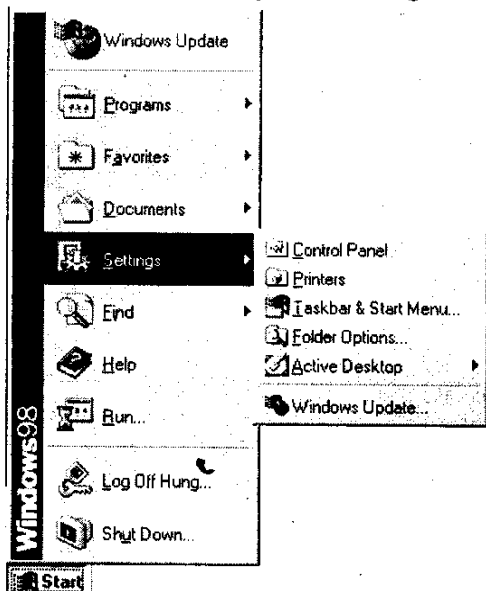 Windows Update
Programs
Favorites
Documents
Settings
Find
Help
Run...
Log Off Hung...
Shut Down...
Control Panel
Printers
Taskbar & Start Menu...
Folder Options...
Active Desktop
Windows Update...
Windows98
Start